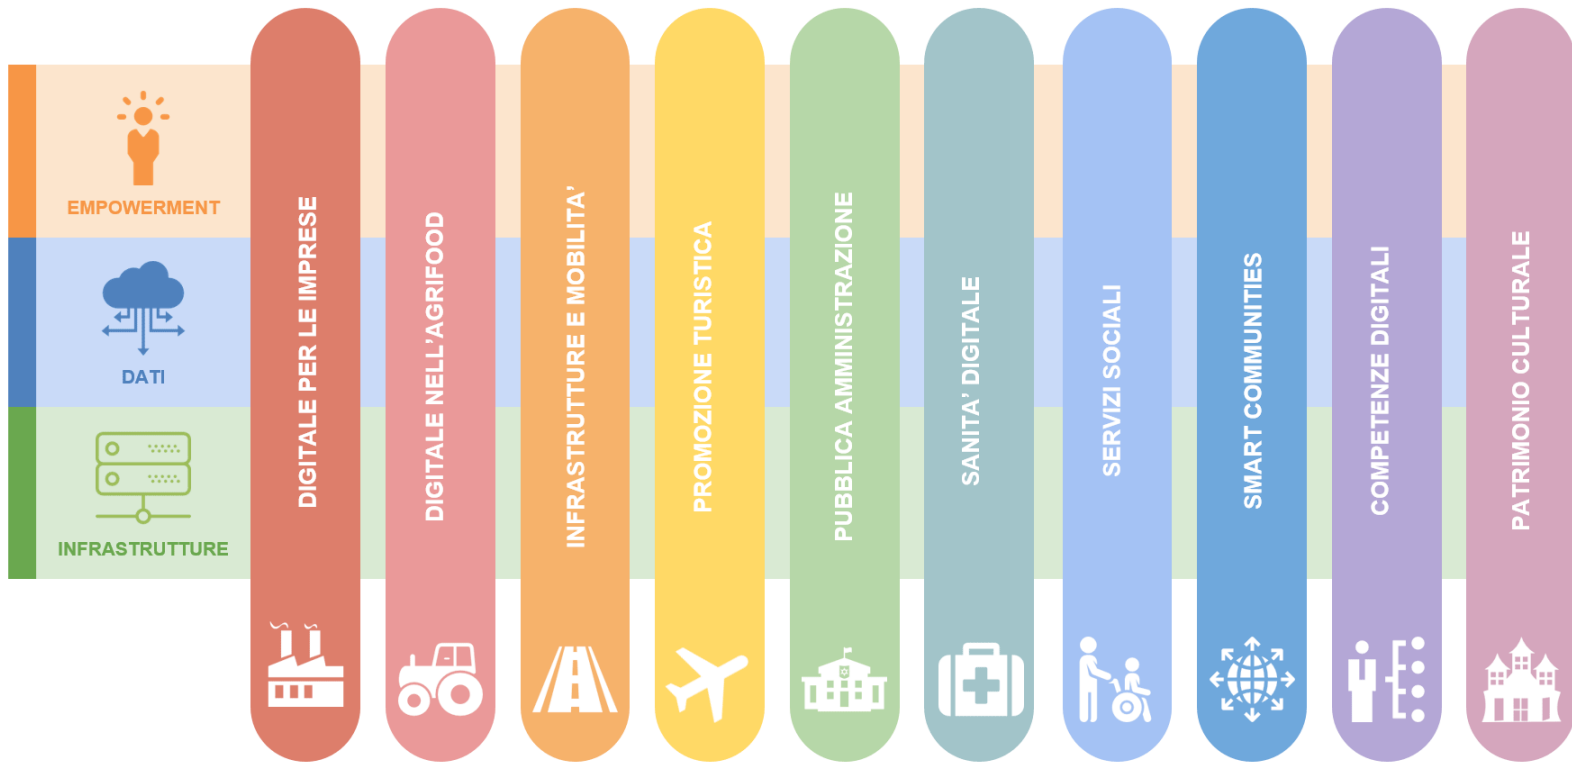 EMPOWERMENT
DATI
INFRASTRUTTURE
DIGITALE PER LE IMPRESE
DIGITALE NELL'AGRIFOOD
INFRASTRUTTURE E MOBILITA'
PROMOZIONE TURISTICA
PUBBLICA AMMINISTRAZIONE
SANITA' DIGITALE
SERVIZI SOCIALI
SMART COMMUNITIES
COMPETENZE DIGITALI
PATRIMONIO CULTURALE